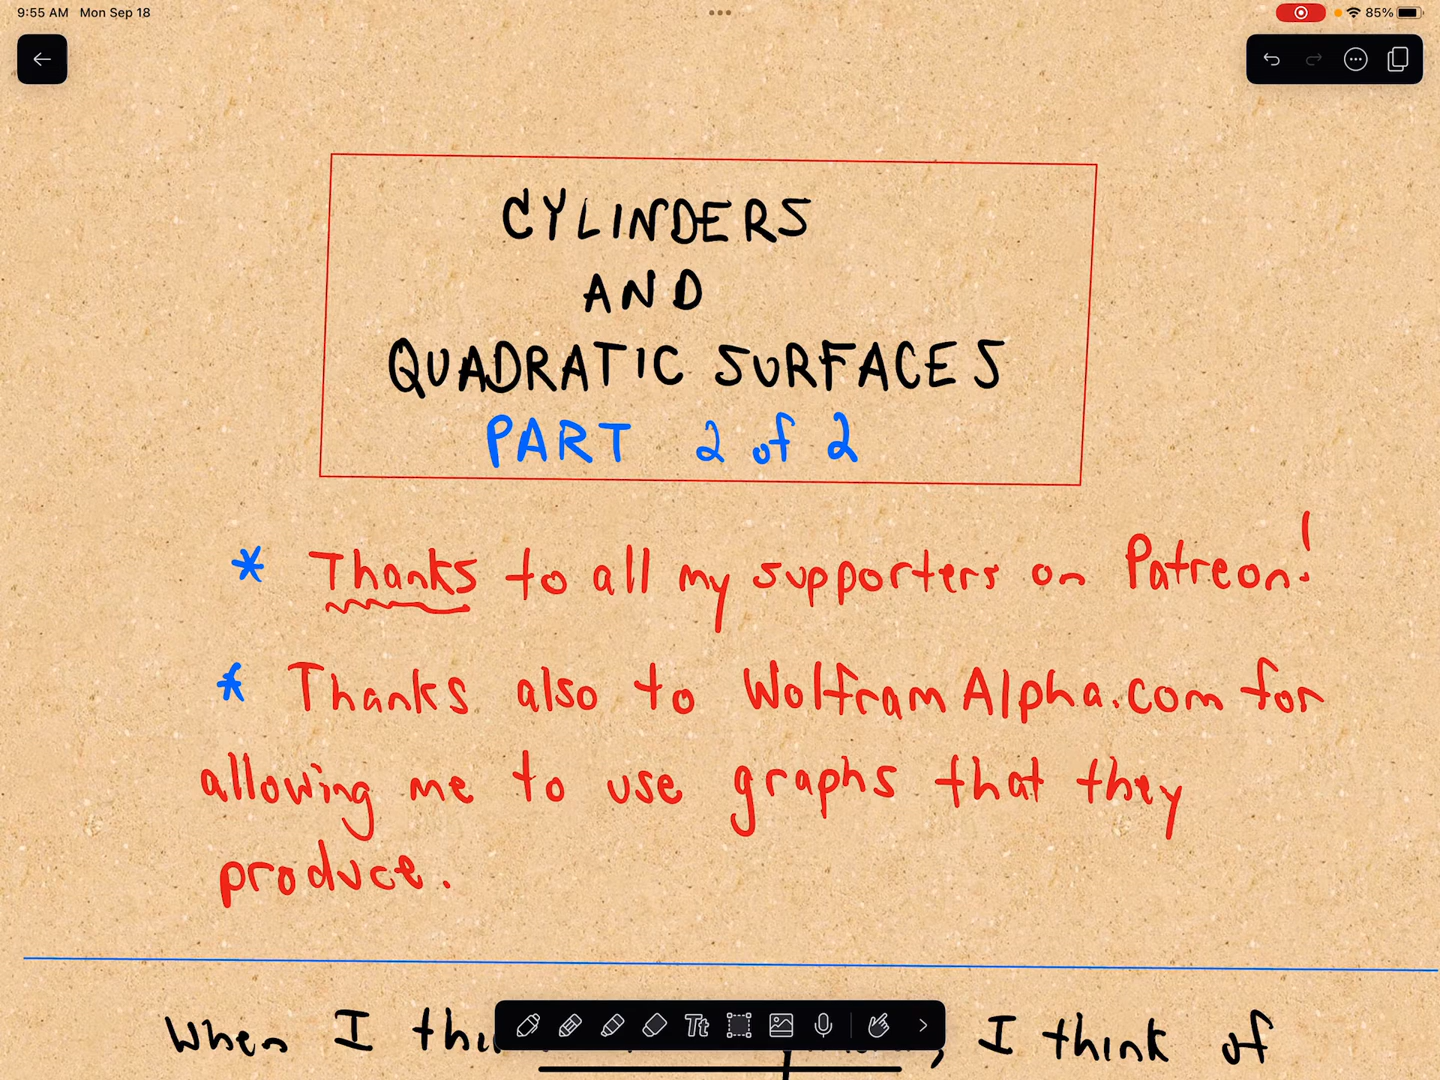 9:55 AM Mon Sep 18
85%
CYLINDERS
AND
QUADRATIC SURFACES
PART 2 of 2
* Thanks to all my supporters on Patreon!
* Thanks also to WolframAlpha.com for
allowing me to use graphs that they
produce.
When I , I think of
Tt